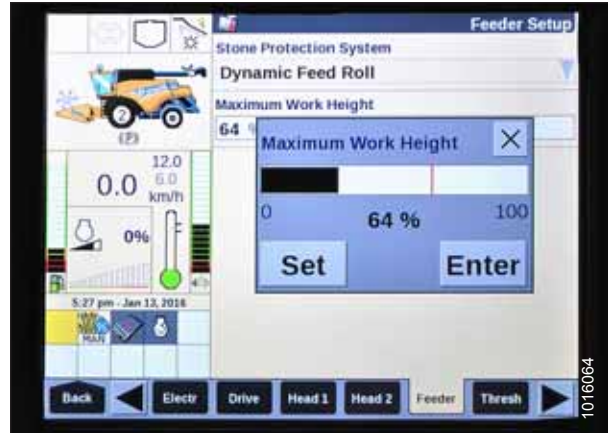 Feeder Setup
Stone Protection System
Dynamic Feed Roll
Maximum Work Height
64 %
Maximum Work Height
0
64 %
100
Set
Enter
2
(P)
12.0
0.0
6.0
km/h
0%
5:27 pm - Jan 13, 2016
MAN
Back
Electr
Drive
Head 1
Head 2
Feeder
Thresh
1016064